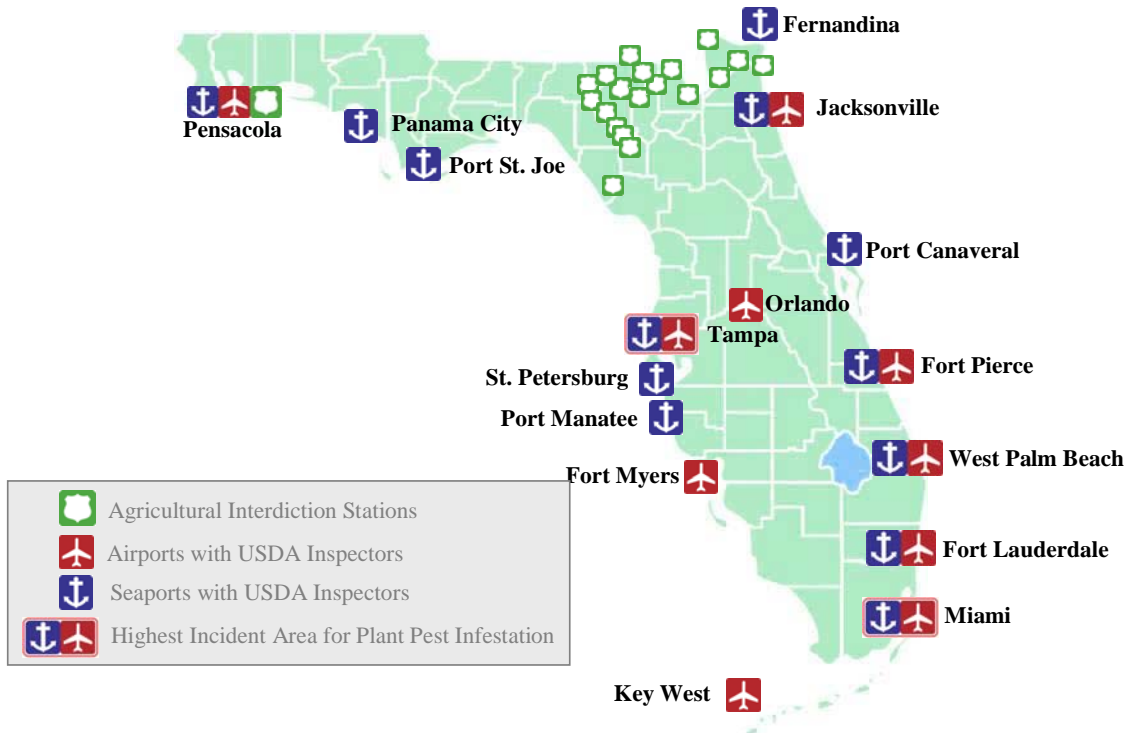 Fernandina
Jacksonville
Pensacola
Panama City
Port St. Joe
Port Canaveral
Orlando
Tampa
St. Petersburg
Fort Pierce
Port Manatee
West Palm Beach
Fort Myers
Agricultural Interdiction Stations
Airports with USDA Inspectors
Seaports with USDA Inspectors
Highest Incident Area for Plant Pest Infestation
Fort Lauderdale
Miami
Key West